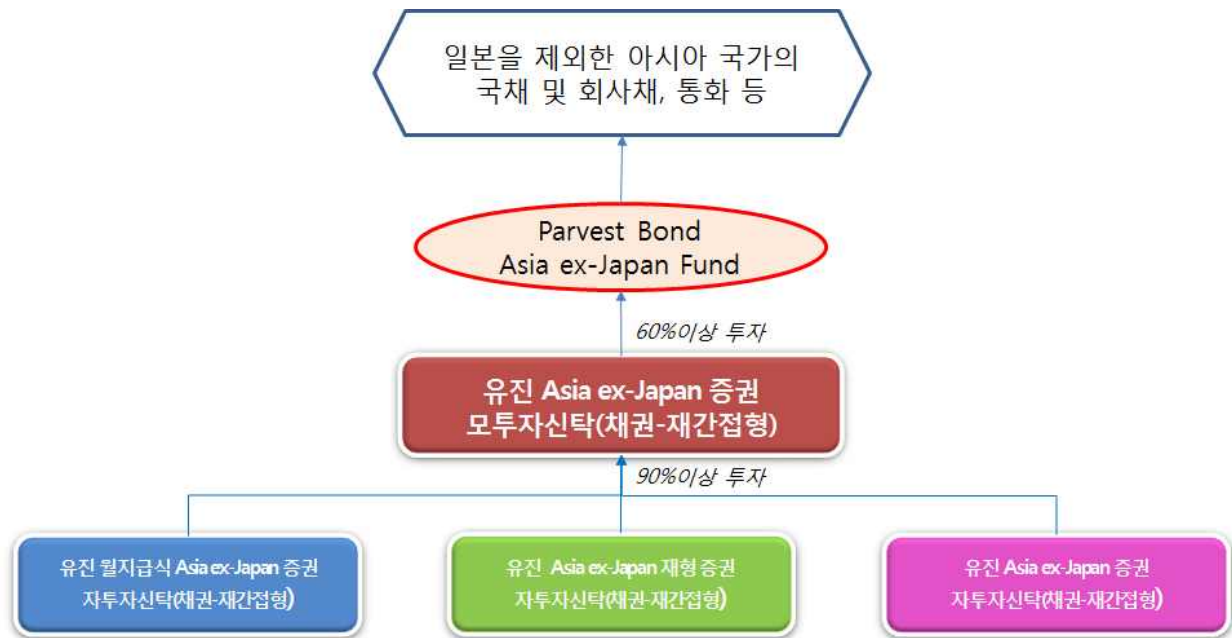 일본을 제외한 아시아 국가의
국채 및 회사채, 통화 등
Parvest Bond
Asia ex-Japan Fund
60%이상 투자
유진 Asia ex-Japan 증권
모투자신탁(채권-재간접형)
90%이상 투자
유진 월지급식 Asia ex-Japan 증권
자투자신탁(채권-재간접형)
유진 Asia ex-Japan 재형 증권
자투자신탁(채권-재간접형)
유진 Asia ex-Japan 증권
자투자신탁(채권-재간접형)